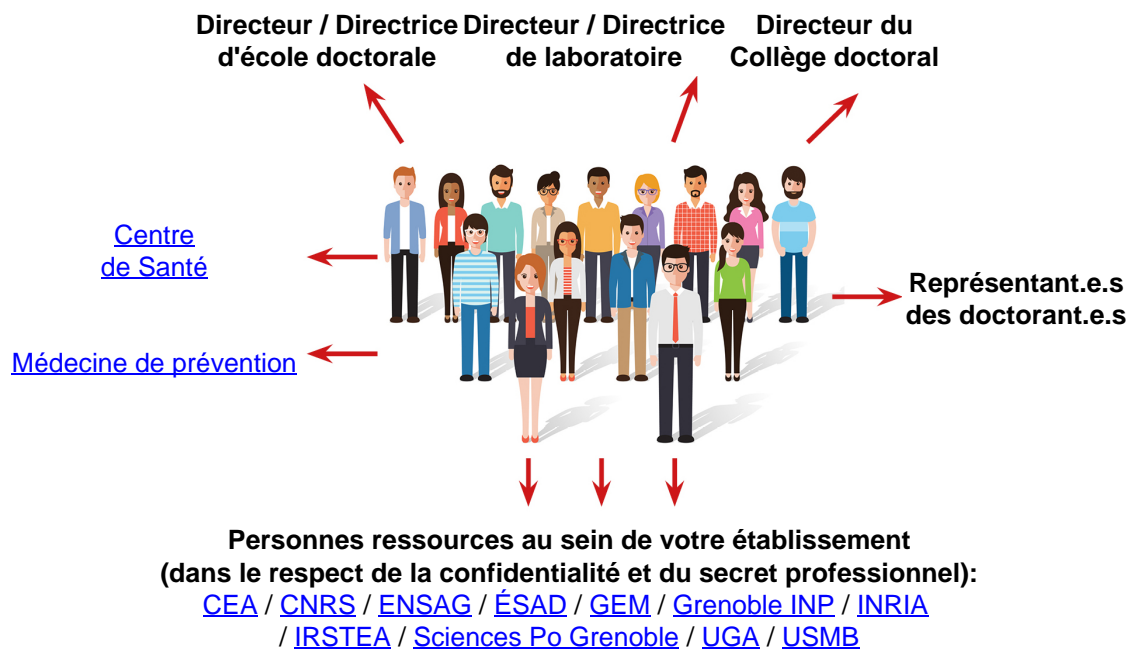 Directeur / Directrice
d'école doctorale
Directeur / Directrice
de laboratoire
Directeur du
Collège doctoral
Centre
de Santé
Représentant.e.s
des doctorant.e.s
Médecine de prévention
Personnes ressources au sein de votre établissement
(dans le respect de la confidentialité et du secret professionnel):
CEA / CNRS / ENSAG / ÉSAD / GEM / Grenoble INP / INRIA
/ IRSTEA / Sciences Po Grenoble / UGA / USMB